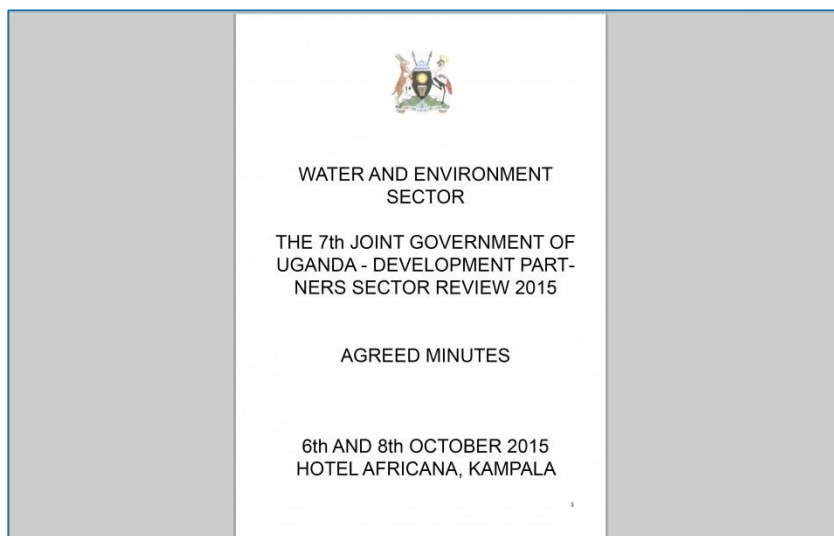 WATER AND ENVIRONMENT
SECTOR
THE 7th JOINT GOVERNMENT OF
UGANDA - DEVELOPMENT PART-
NERS SECTOR REVIEW 2015
AGREED MINUTES
6th AND 8th OCTOBER 2015
HOTEL AFRICANA, KAMPALA